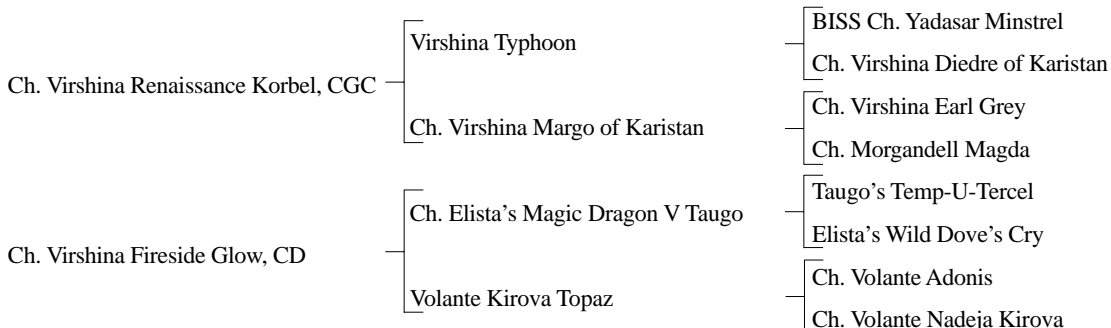 BISS Ch. Yadasar Minstrel
Virshina Typhoon
Ch. Virshina Diedre of Karistan
Ch. Virshina Renaissance Korbel, CGC
Ch. Virshina Earl Grey
Ch. Virshina Margo of Karistan
Ch. Morgandell Magda
Taugo’s Temp-U-Tercel
Ch. Elista’s Magic Dragon V Taugo
Elista’s Wild Dove’s Cry
Ch. Virshina Fireside Glow, CD
Ch. Volante Adonis
Volante Kirova Topaz
Ch. Volante Nadeja Kirova